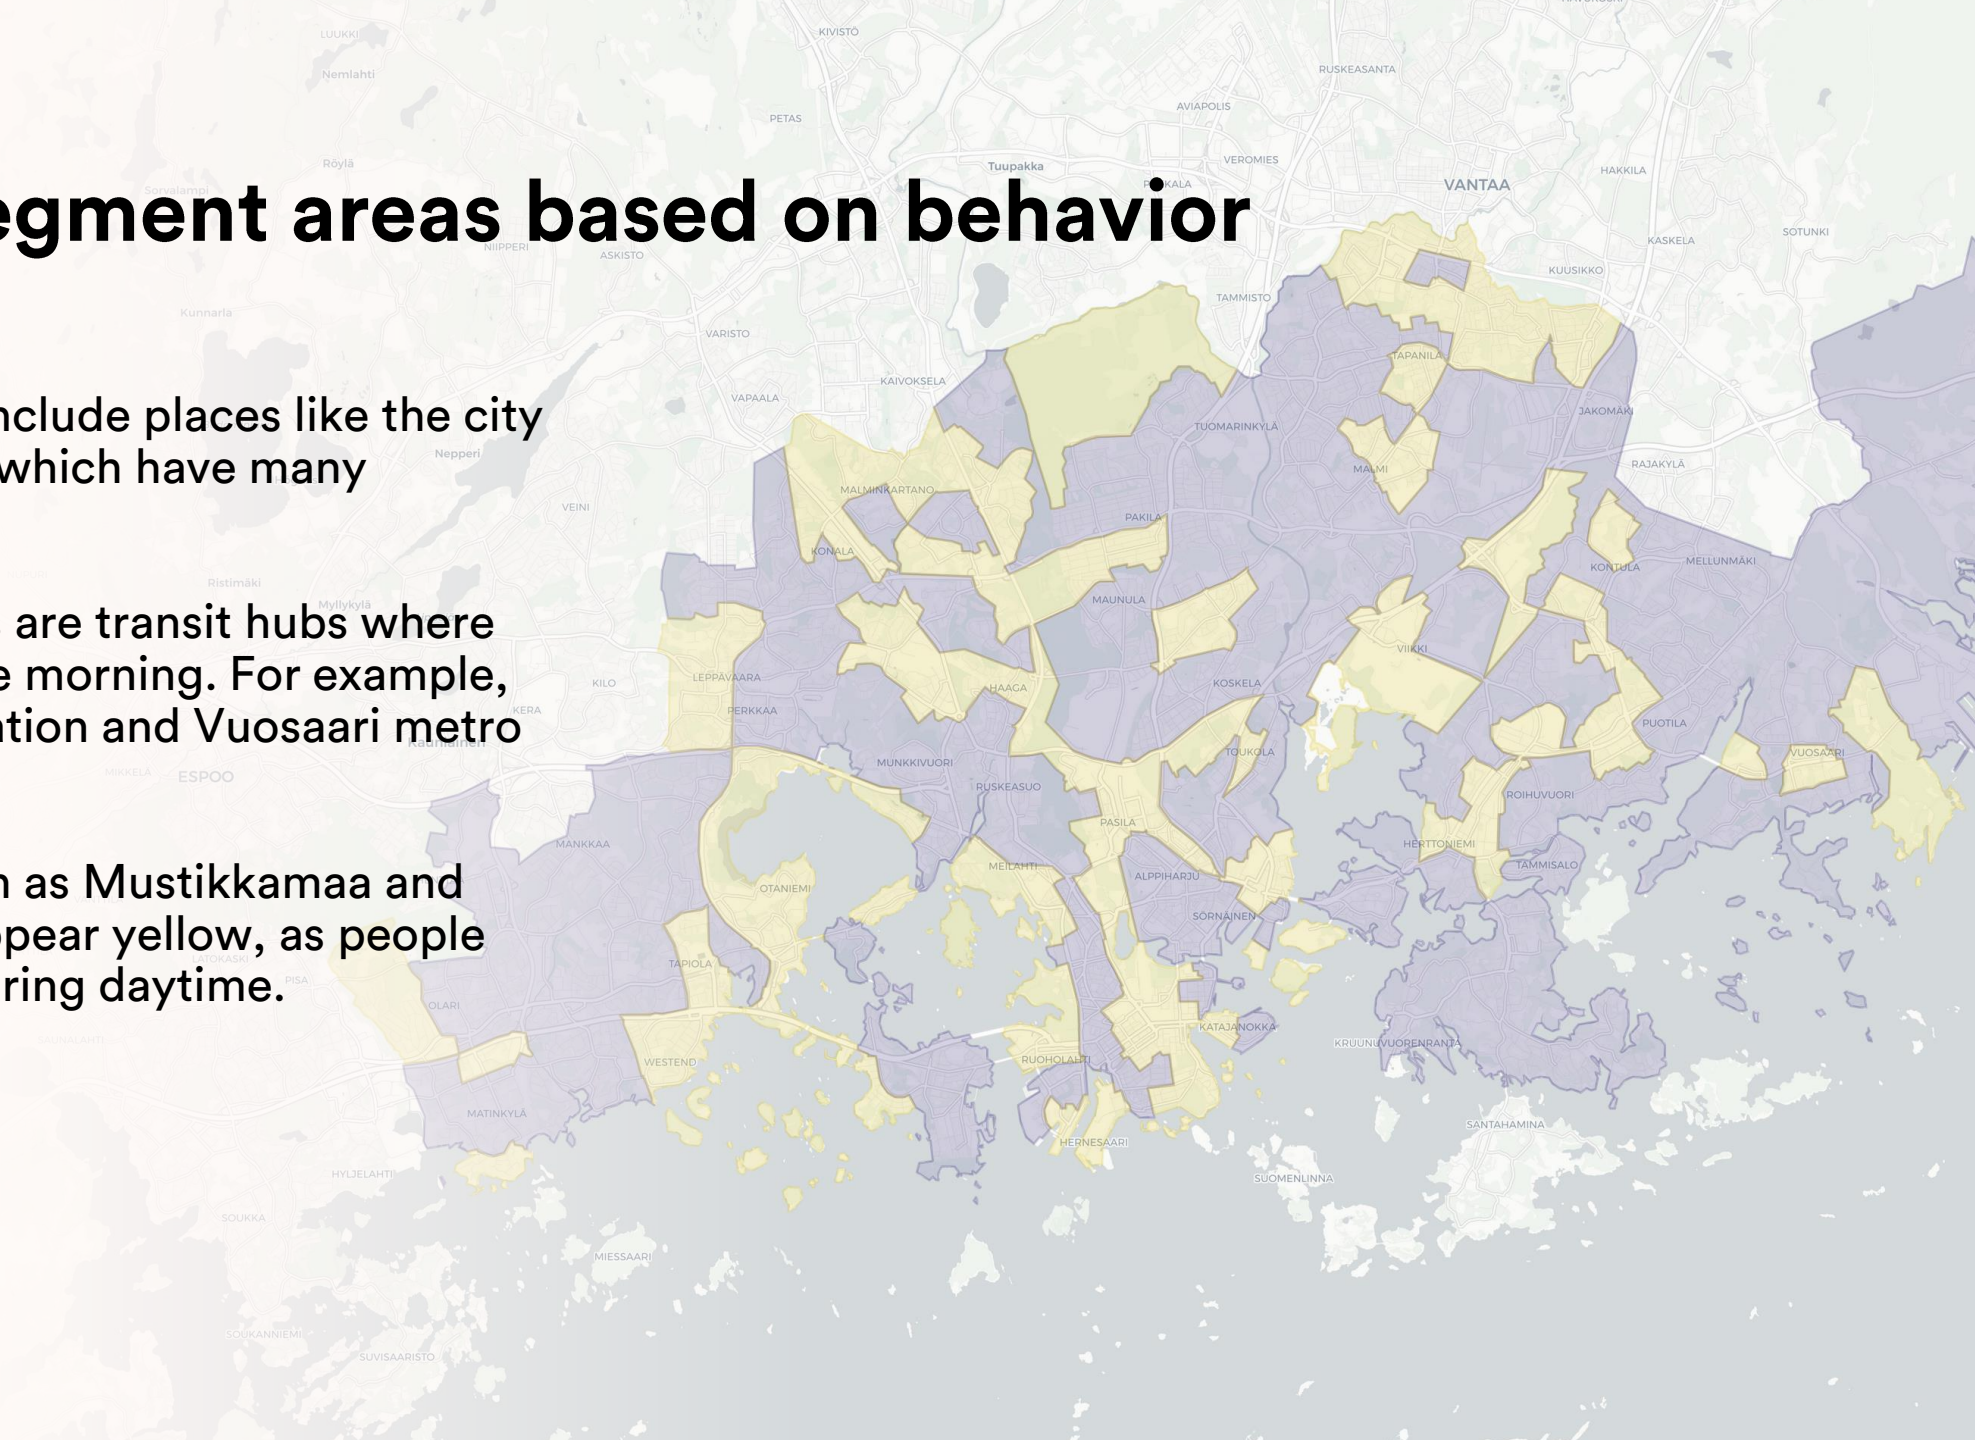 egment areas based on behavior
nclude places like the city
which have many
are transit hubs where
e morning. For example,
ation and Vuosaari metro
n as Mustikkamaa and
ppear yellow, as people
ring daytime.
LUUKKI
Nemlahti
KIVISTÖ
PETAS
RUSKEASANTA
AVIAPOLIS
Röylä
Sorvalampi
Tuupakka
VEROMIES
HAKKILA
VANTAA
NIIPPERI
ASKISTO
KASKELA
SOTUNKI
KUUSIKKO
TAMMISTO
Kunnarla
VARISTO
TAPANILA
KAIVOKSELA
VAPAALA
JAKOMÄKI
TUOMARINKYLÄ
Nepperi
RAJAKYLÄ
MALMI
MALMINKARTANO
VEINI
PAKILA
KONALA
MELLUNMÄKI
KONTULA
Ristimäki
Myllykylä
MAUNULA
VIIKKI
LEPPÄVAARA
KILO
HAAGA
KOSKELA
KERA
PERKKAA
PUOTILA
Kauniainen
TOUKOLA
VUOSAARI
MUNKKIVUORI
MIKKELÄ
ESPOO
RUSKEASUO
ROIHUVUORI
PASILA
MANKKAA
HERTTONIEMI
MEILAHTI
TAMMISALO
ALPPIHARJU
OTANIEMI
SÖRNÄINEN
LATOKASKI
TAPIOLA
PISA
OLARI
KATAJANOKKA
SAUNALAHTI
KRUUNUVUORENRANTA
RUOHOLAHTI
WESTEND
MATINKYLÄ
SANTAHAMINA
HERNESAARI
HYLJELAHTI
SUOMENLINNA
SOUKKA
MIESSAARI
SOUKANNIEMI
SUVISAARISTO